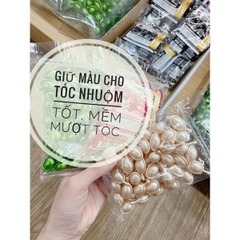 GIỮ MÀU CHO
TÓC NHUỘM
TỐT, MỀM
MƯỢT TÓC